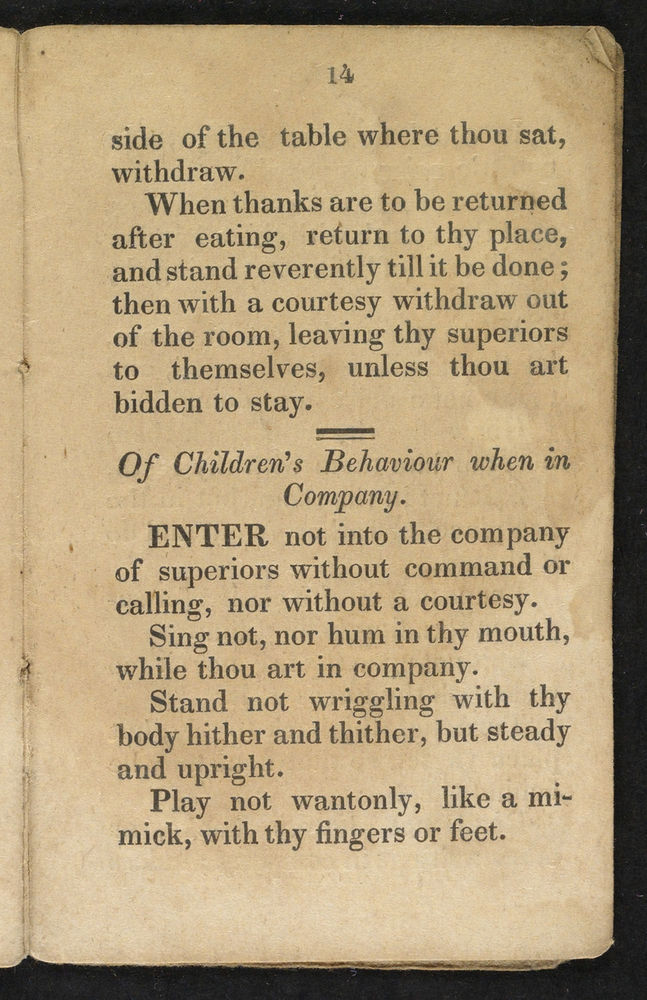 14
side of the table where thou sat,
withdraw.
When thanks are to be returned
after eating, return to thy place,
and stand reverently till it be done;
then with a courtesy withdraw out
of the room, leaving thy superiors
to themselves, unless thou art
bidden to stay.
Of Children's Behaviour when in
Company.
ENTER not into the company
of superiors without command or
calling, nor without a courtesy.
Sing not, nor hum in thy mouth,
while thou art in company.
Stand not wriggling with thy
body hither and thither, but steady
and upright.
Play not wantonly, like a mi-
mick, with thy fingers or feet.